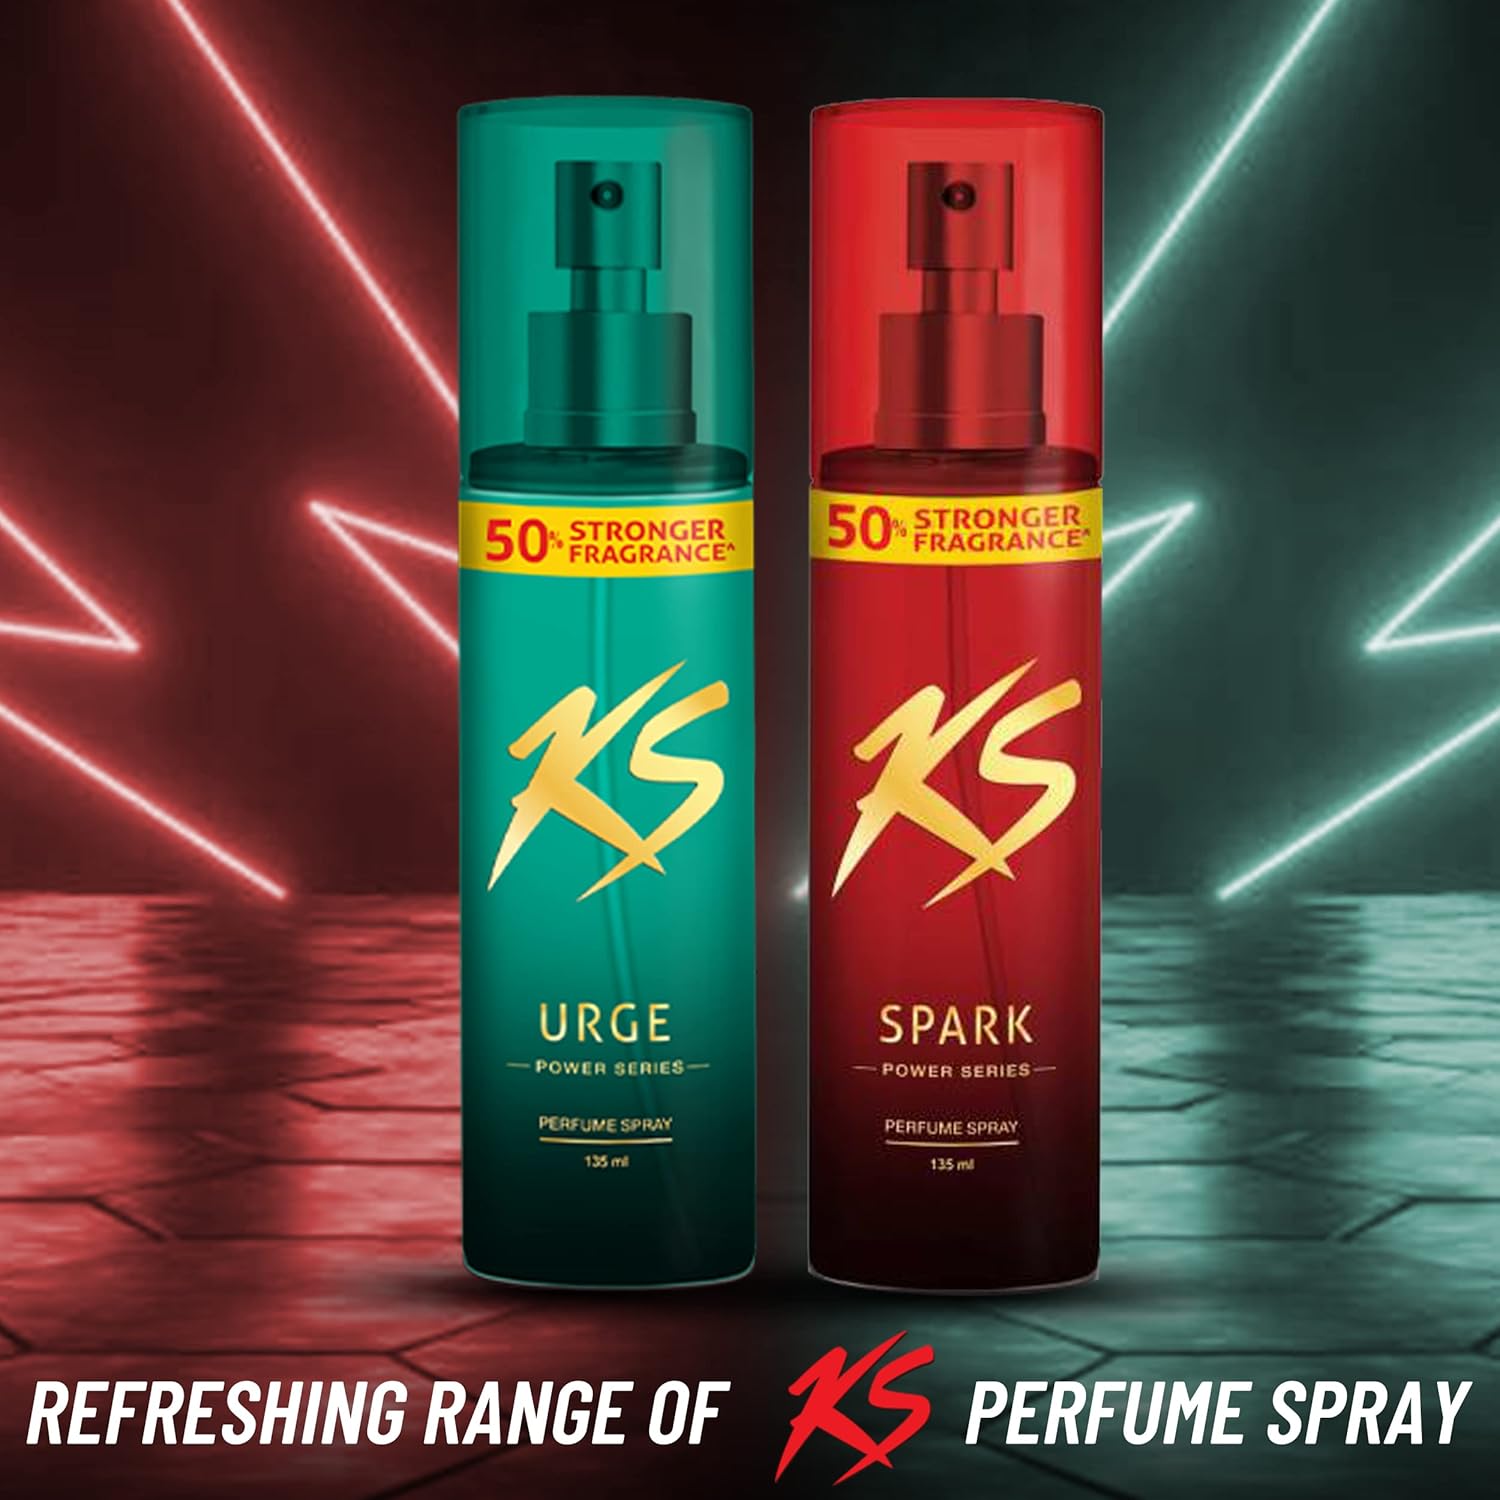 50% STRONGER
FRAGRANCE^
KS
URGE
POWER SERIES
PERFUME SPRAY
135 ml
50% STRONGER
FRAGRANCE^
KS
SPARK
POWER SERIES
PERFUME SPRAY
135 ml
REFRESHING RANGE OF KS PERFUME SPRAY